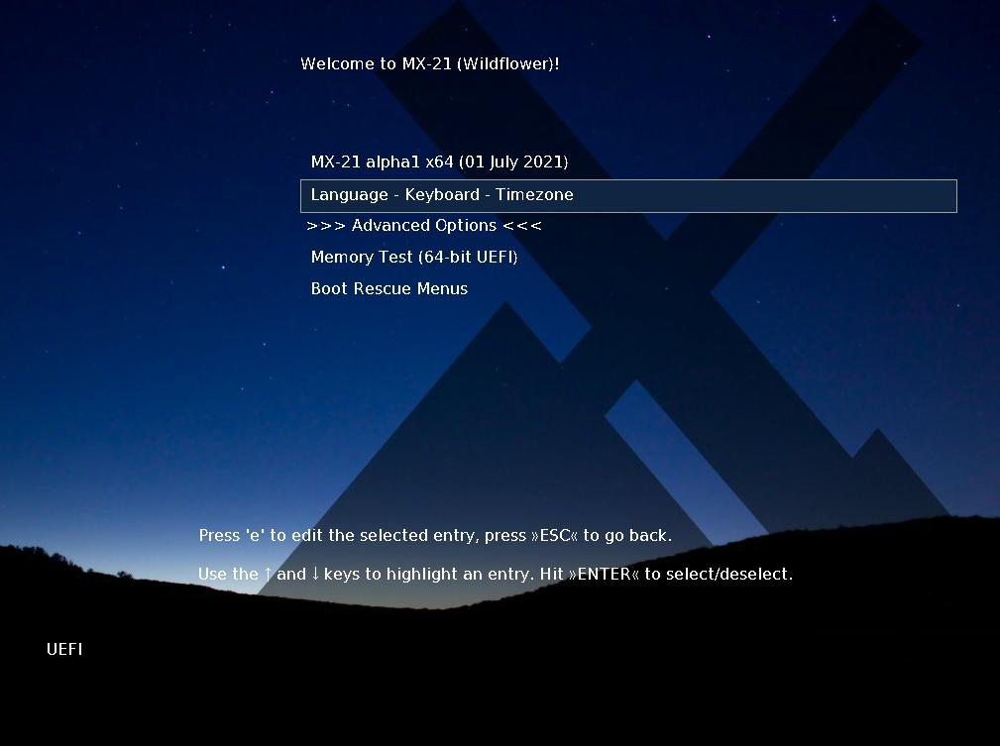 Welcome to MX-21 (Wildflower)!
MX-21 alpha1 x64 (01 July 2021)
Language - Keyboard - Timezone
>>> Advanced Options <<<
Memory Test (64-bit UEFI)
Boot Rescue Menus
Press 'e' to edit the selected entry, press »ESC« to go back.
Use the ↑ and ↓ keys to highlight an entry. Hit »ENTER« to select/deselect.
UEFI